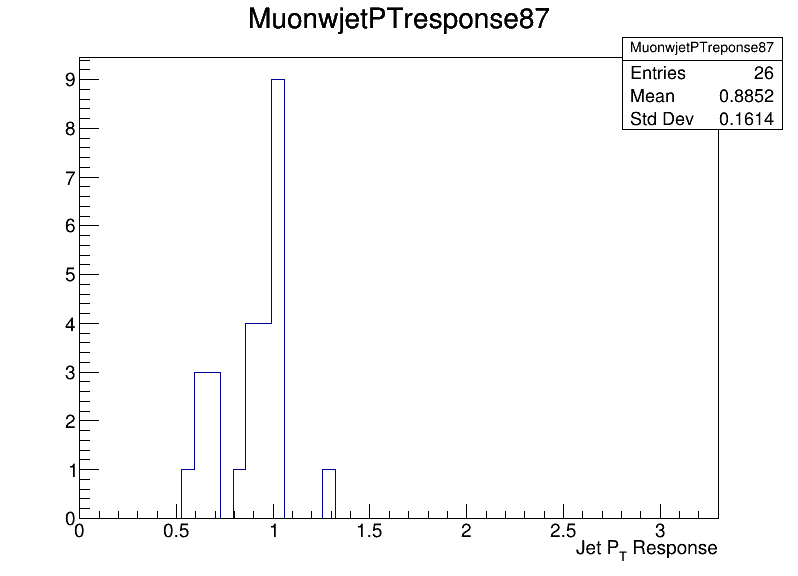 MuonwjetPTresponse87
MuonwjetPTreponse87
Entries 26
Mean 0.8852
Std Dev 0.1614
9
8
7
6
5
4
3
2
1
0
0 0.5 1 1.5 2 2.5 3
Jet PT Response